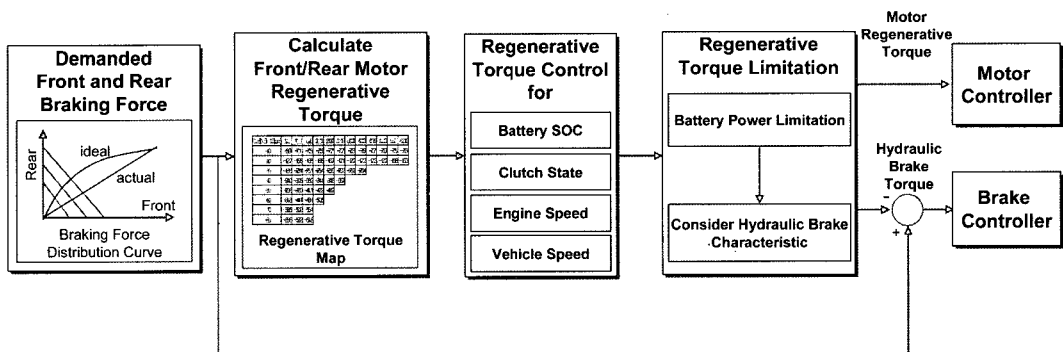 Demanded
Front and Rear
Braking Force
Rear
ideal
actual
Front
Braking Force
Distribution Curve
Calculate
Front/Rear Motor
Regenerative
Torque
Regenerative Torque
Map
Regenerative
Torque Control
for
Battery SOC
Clutch State
Engine Speed
Vehicle Speed
Regenerative
Torque Limitation
Battery Power Limitation
Consider Hydraulic Brake
Characteristic
Motor
Regenerative
Torque
Hydraulic
Brake
Torque
-
+
Motor
Controller
Brake
Controller